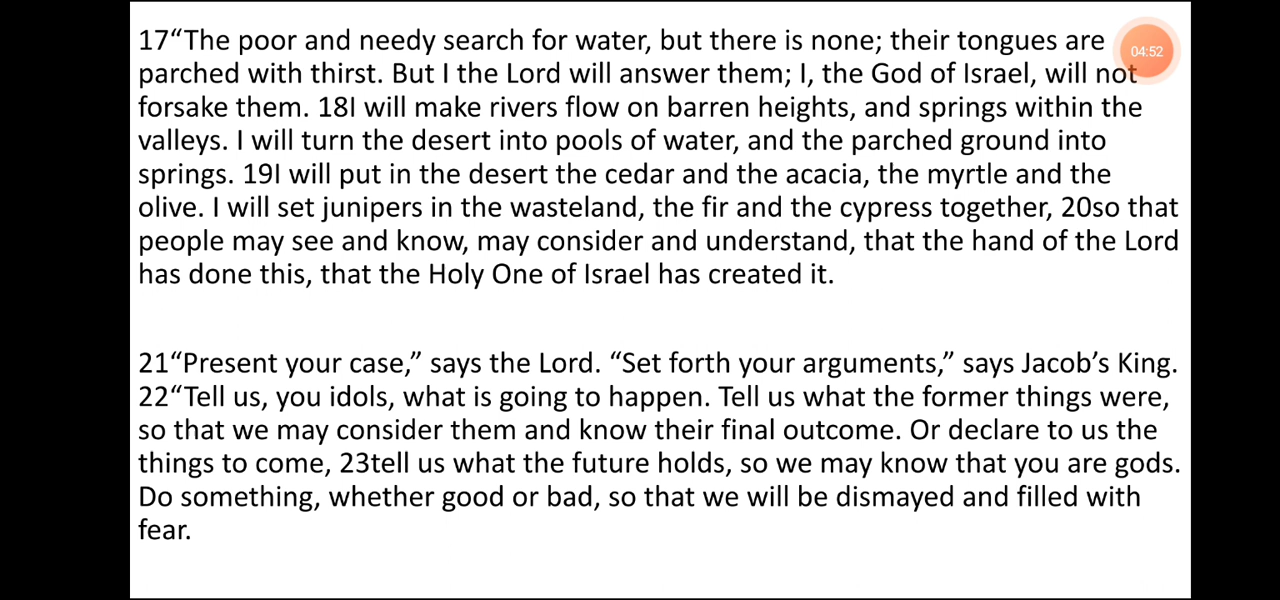 17“The poor and needy search for water, but there is none; their tongues are
04:52
parched with thirst. But I the Lord will answer them; I, the God of Israel, will not
forsake them. 18I will make rivers flow on barren heights, and springs within the
valleys. I will turn the desert into pools of water, and the parched ground into
springs. 19I will put in the desert the cedar and the acacia, the myrtle and the
olive. I will set junipers in the wasteland, the fir and the cypress together, 20so that
people may see and know, may consider and understand, that the hand of the Lord
has done this, that the Holy One of Israel has created it.
21“Present your case,” says the Lord. “Set forth your arguments,” says Jacob’s King.
22“Tell us, you idols, what is going to happen. Tell us what the former things were,
so that we may consider them and know their final outcome. Or declare to us the
things to come, 23tell us what the future holds, so we may know that you are gods.
Do something, whether good or bad, so that we will be dismayed and filled with
fear.